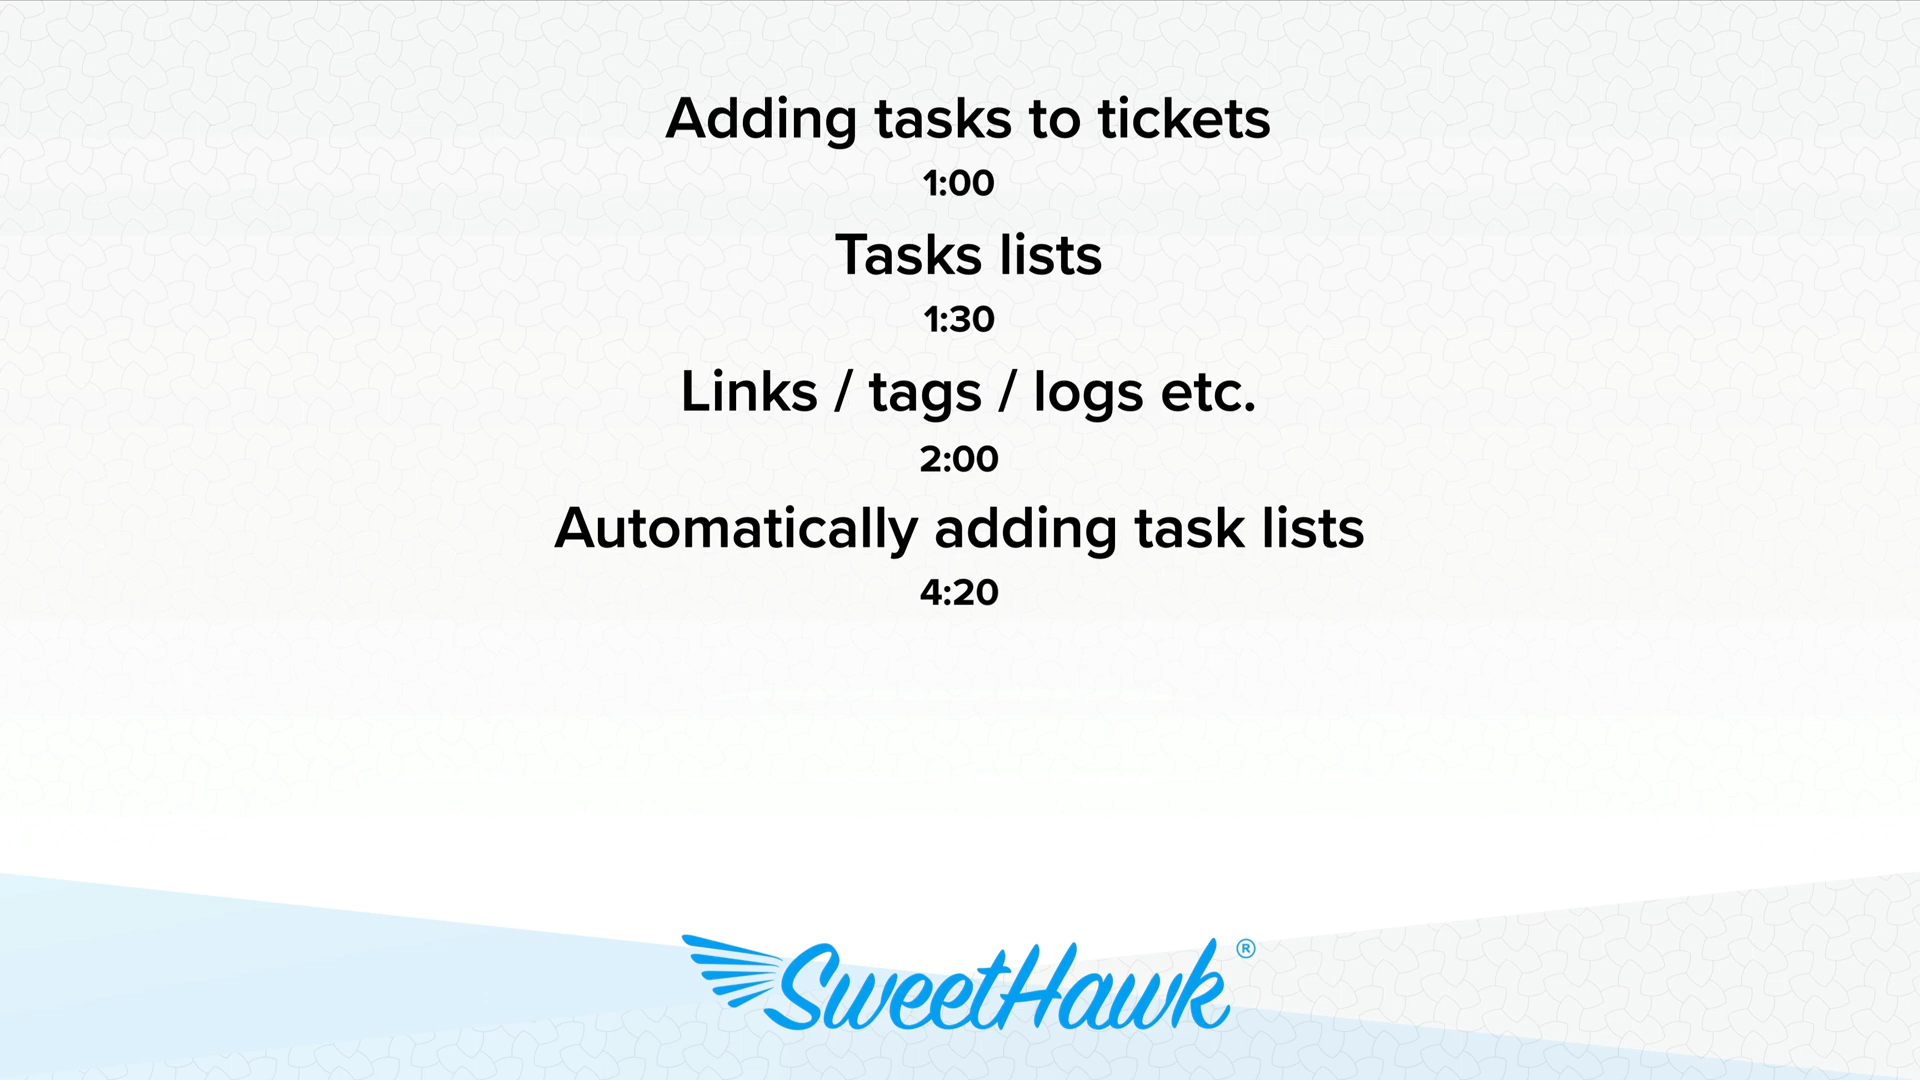 Adding tasks to tickets
1:00
Tasks lists
1:30
Links / tags / logs etc.
2:00
Automatically adding task lists
4:20
SweetHawk®